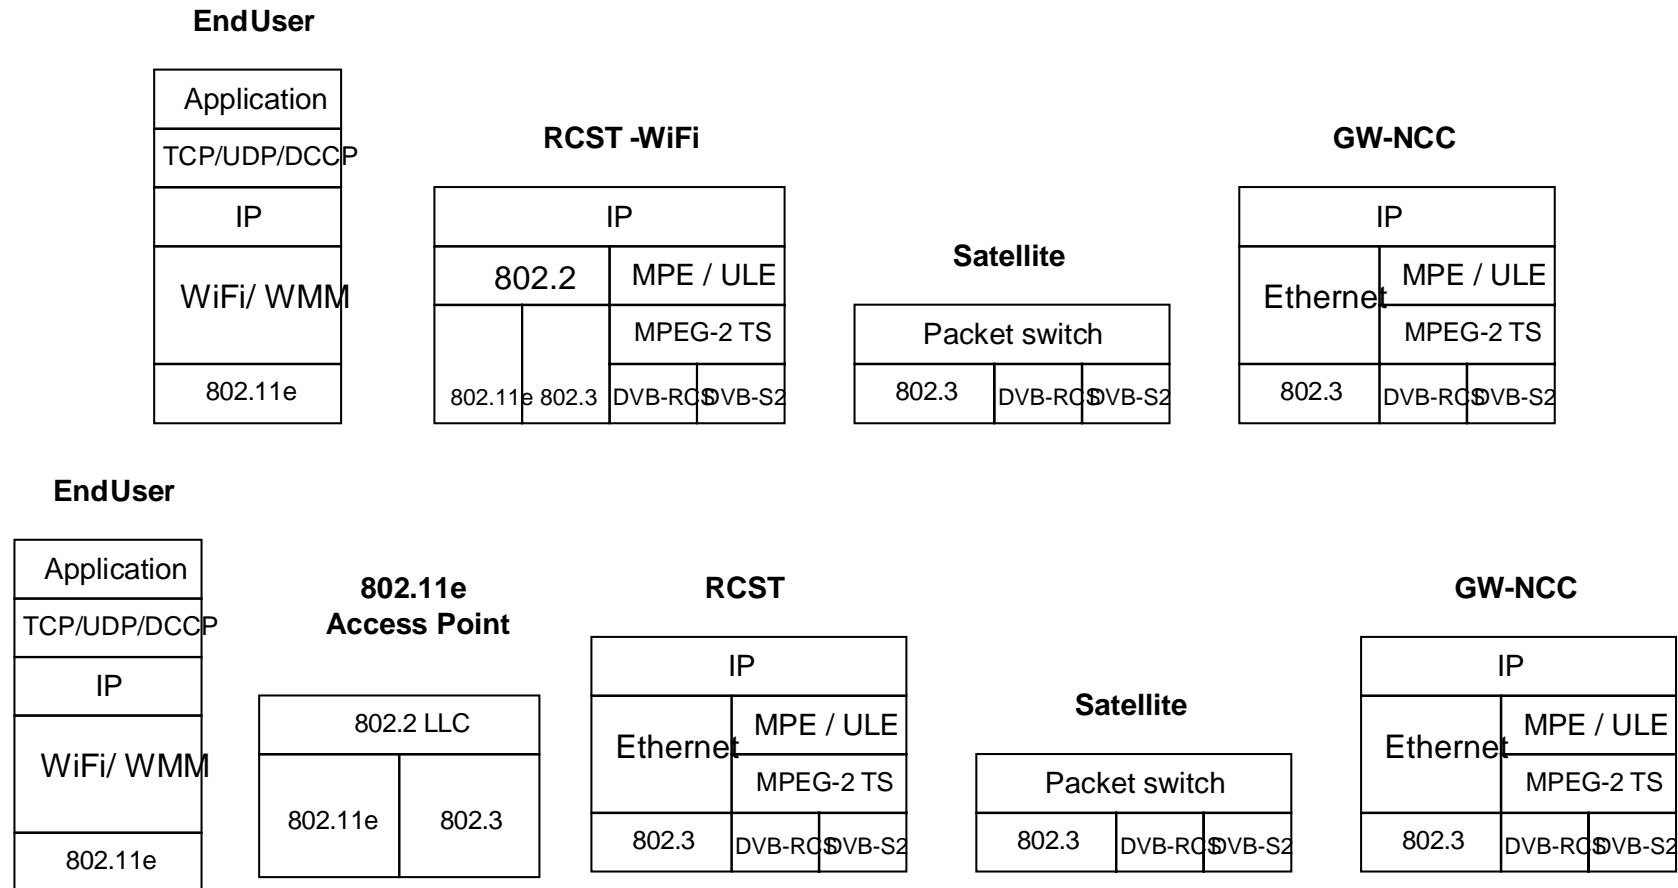 EndUser
Application
TCP/UDP/DCCP
IP
WiFi/ WMM
802.11e
RCST -WiFi
IP
802.2
MPE / ULE
MPEG-2 TS
802.11e
802.3
DVB-RCS
DVB-S2
Satellite
Packet switch
802.3
DVB-RCS
DVB-S2
GW-NCC
IP
Ethernet
MPE / ULE
MPEG-2 TS
802.3
DVB-RCS
DVB-S2
EndUser
Application
TCP/UDP/DCCP
IP
WiFi/ WMM
802.11e
802.11e
Access Point
802.2 LLC
802.11e
802.3
RCST
IP
Ethernet
MPE / ULE
MPEG-2 TS
802.3
DVB-RCS
DVB-S2
Satellite
Packet switch
802.3
DVB-RCS
DVB-S2
GW-NCC
IP
Ethernet
MPE / ULE
MPEG-2 TS
802.3
DVB-RCS
DVB-S2